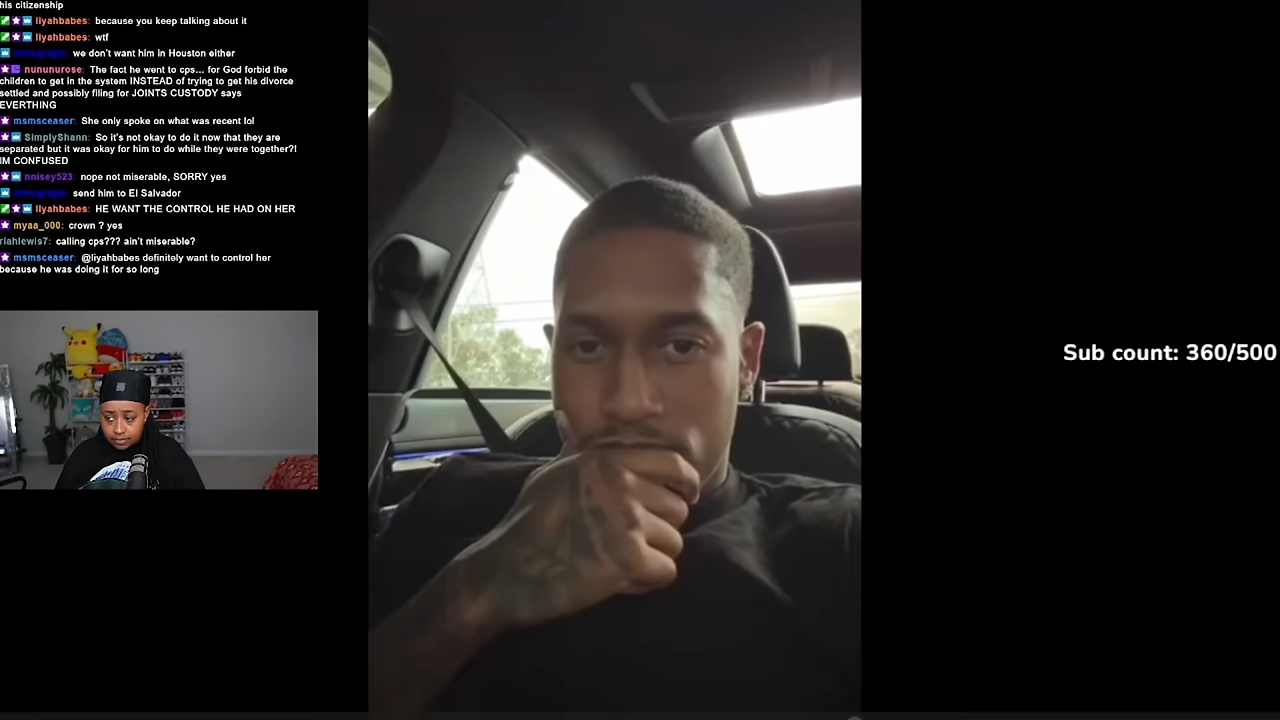 his citizenship
liyahbabes: because you keep talking about it
liyahbabes: wtf
we don't want him in Houston either
nununurose: The fact he went to cps... for God forbid the
children to get in the system INSTEAD of trying to get his divorce
settled and possibly filing for JOINTS CUSTODY says
EVERYTHING
msmsceaser: She only spoke on what was recent lol
SimplyShann: So it's not okay to do it now that they are
separated but it was okay for him to do while they were together?!
IM CONFUSED
nnisey523: nope not miserable, SORRY yes
send him to El Salvador
liyahbabes: HE WANT THE CONTROL HE HAD ON HER
myaa_000: crown ? yes
riahlewis7: calling cps??? ain't miserable?
msmsceaser: @liyahbabes definitely want to control her
because he was doing it for so long
Sub count: 360/500